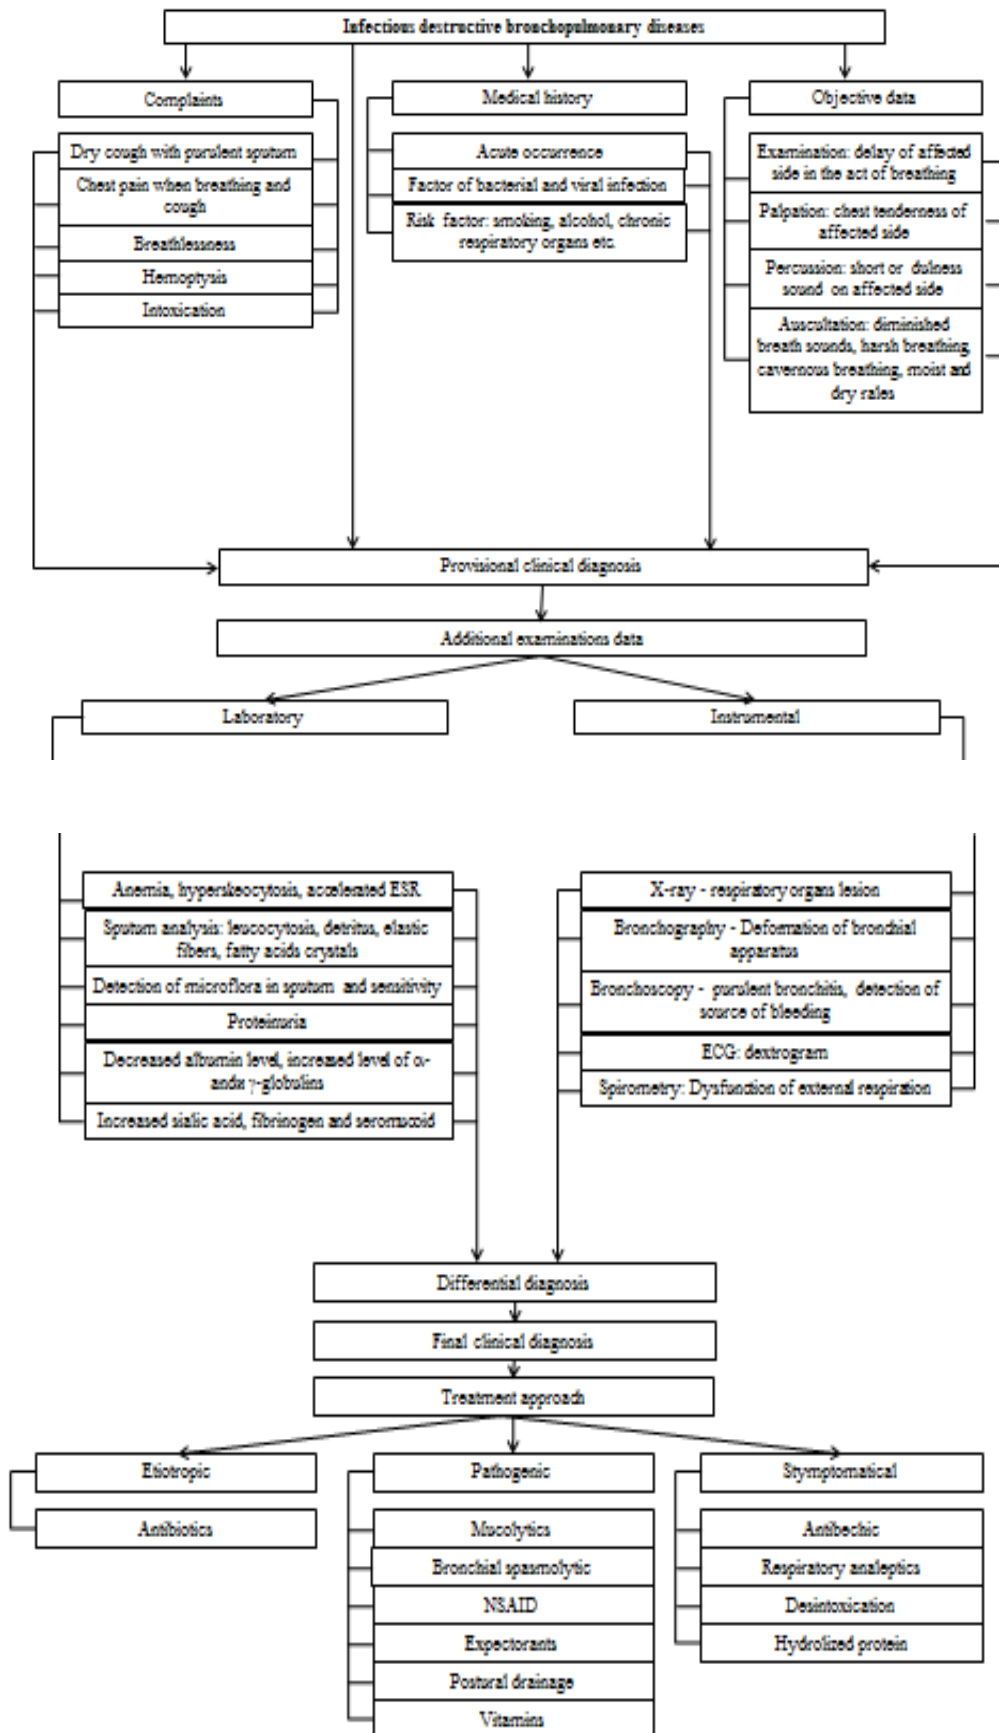 Infectious destructive bronchopulmonary diseases
Complaints
Medical history
Objective data
Dry cough with purulent sputum
Chest pain when breathing and
cough
Breathlessness
Hemoptysis
Intoxication
Acute occurrence
Factor of bacterial and viral infection
Risk factor: smoking, alcohol, chronic
respiratory organs etc.
Examination: delay of affected
side in the act of breathing
Palpation: chest tenderness of
affected side
Percussion: short or dulness
sound on affected side
Auscultation: diminished
breath sounds, harsh breathing,
cavernous breathing, moist and
dry rales
Provisional clinical diagnosis
Additional examinations data
Laboratory
Instrumental
Anemia, hyperskeocytosis, accelerated ESR
Sputum analysis: leucocytosis, detritus, elastic
fibers, fatty acids crystals
Detection of microflora in sputum and sensitivity
Proteinuria
Decreased albumin level, increased level of α-
andα γ-globulins
Increased sialic acid, fibrinogen and seromucoid
X-ray - respiratory organs lesion
Bronchography - Deformation of bronchial
apparatus
Bronchoscopy - purulent bronchitis, detection of
source of bleeding
ECG: dextrogram
Spirometry: Dysfunction of external respiration
Differential diagnosis
Final clinical diagnosis
Treatment approach
Etiotropic
Pathogenic
Stymptomatical
Antibiotics
Mucolytics
Bronchial spasmolytic
NSAID
Expectorants
Postural drainage
Vitamins
Antibechic
Respiratory analeptics
Desintoxication
Hydrolized protein